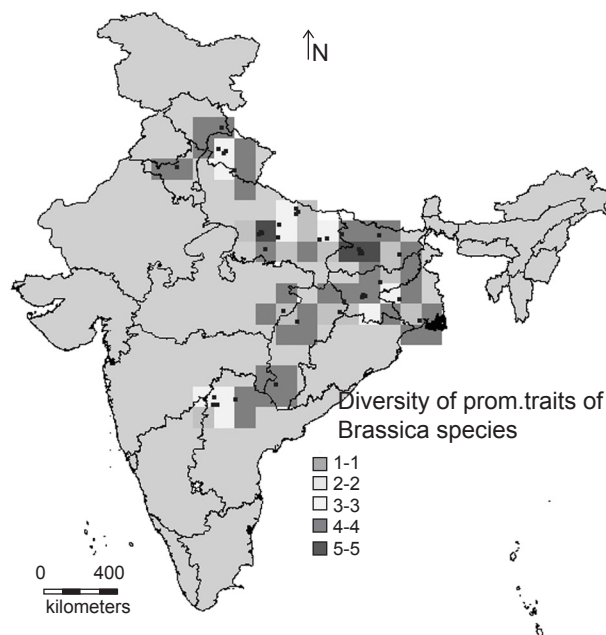 N
Diversity of prom.traits of
Brassica species
1-1
2-2
3-3
4-4
5-5
0 400
kilometers